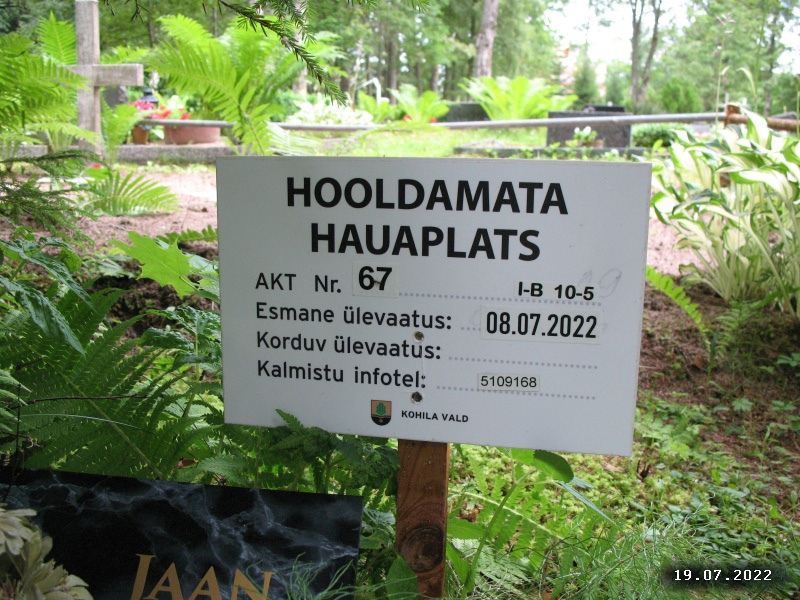 HOOLDAMATA
HAUAPLATS
AKT Nr. 67 I-B 10-5
Esmane ülevaatus: 08.07.2022
Korduv ülevaatus:
Kalmistu infotel: 5109168
KOHILA VALD
JAAN
19.07.2022